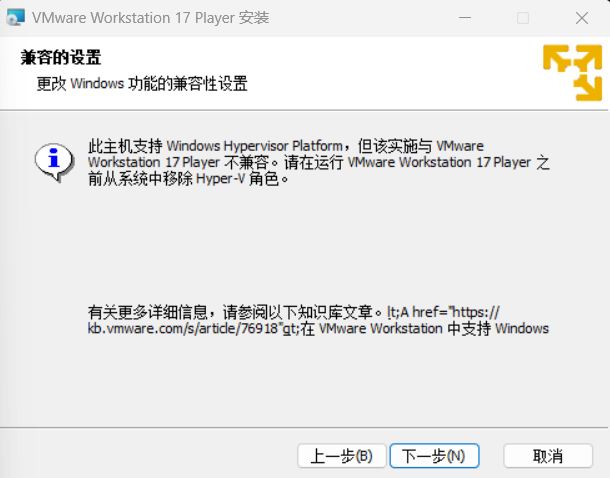 VMware Workstation 17 Player 安装
兼容的设置
更改 Windows 功能的兼容性设置
此主机支持 Windows Hypervisor Platform，但该实施与 VMware
Workstation 17 Player 不兼容。请在运行 VMware Workstation 17 Player 之
前从系统中移除 Hyper-V 角色。
有关更多详细信息，请参阅以下知识库文章。lt;A href="https://
kb.vmware.com/s/article/76918"gt;在 VMware Workstation 中支持 Windows
上一步(B)
下一步(N)
取消